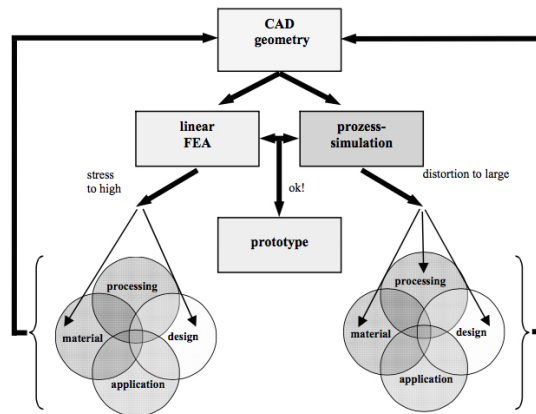 CAD
geometry
linear
FEA
prozess-
simulation
stress
to high
ok!
distortion to large
prototype
processing
material
design
application
processing
material
design
application